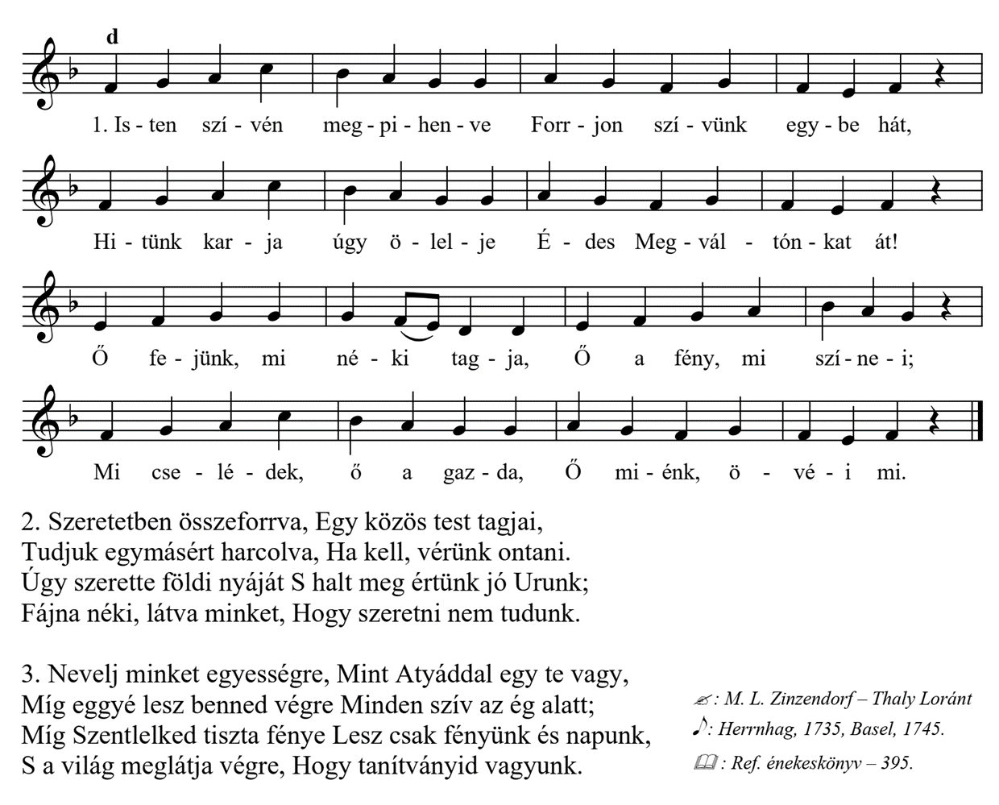 d
1. Is - ten szí - vén meg - pi - hen - ve Forr - jon szí - vünk egy - be hát,
Hi - tünk kar - ja úgy ö - lel - je É - des Meg - vál - tón - kat át!
Ő fe - jünk, mi né - ki tag - ja, Ő a fény, mi szí - ne - i;
Mi cse - lé - dek, ő a gaz - da, Ő mi - énk, ö - vé - i mi.
2. Szeretetben összeforrva, Egy közös test tagjai,
Tudjuk egymásért harcolva, Ha kell, vérünk ontani.
Úgy szerette földi nyáját S halt meg értünk jó Urunk;
Fájna néki, látva minket, Hogy szeretni nem tudunk.
3. Nevelj minket egyességre, Mint Atyáddal egy te vagy,
Míg eggyé lesz benned végre Minden szív az ég alatt;
Míg Szentlelked tiszta fénye Lesz csak fényünk és napunk,
S a világ meglátja végre, Hogy tanítványid vagyunk.
: M. L. Zinzendorf – Thaly Loránt
: Herrnhag, 1735, Basel, 1745.
: Ref. énekeskönyv – 395.